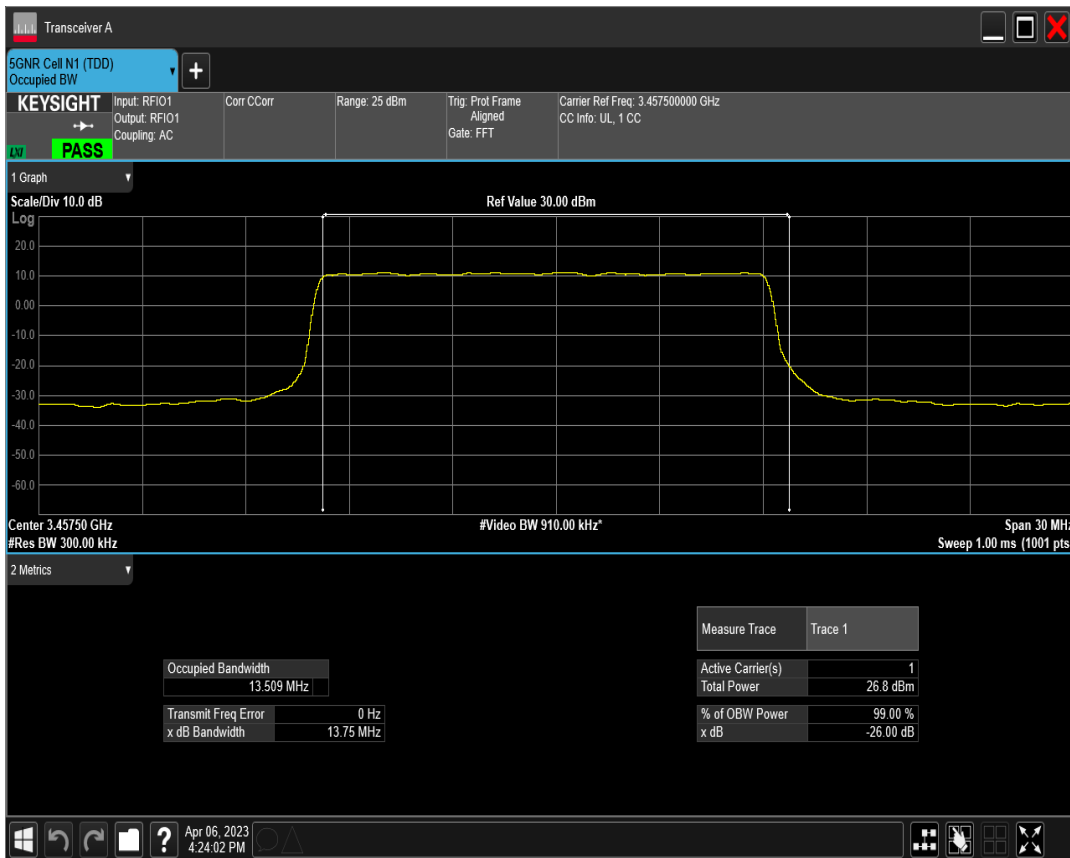 Transceiver A
5GNR Cell N1 (TDD)
Occupied BW
KEYSIGHT
LXI
PASS
Input: RFIO1
Output: RFIO1
Coupling: AC
Corr CCorr
Range: 25 dBm
Trig: Prot Frame
Aligned
Gate: FFT
Carrier Ref Freq: 3.457500000 GHz
CC Info: UL, 1 CC
1 Graph
Scale/Div 10.0 dB
Ref Value 30.00 dBm
Log
20.0
10.0
0.00
-10.0
-20.0
-30.0
-40.0
-50.0
-60.0
Center 3.45750 GHz
#Video BW 910.00 kHz*
Span 30 MHz
#Res BW 300.00 kHz
Sweep 1.00 ms (1001 pts
2 Metrics
Measure Trace Trace 1
Occupied Bandwidth
13.509 MHz
Active Carrier(s) 1
Total Power 26.8 dBm
Transmit Freq Error 0 Hz
x dB Bandwidth 13.75 MHz
% of OBW Power 99.00 %
x dB -26.00 dB
?
Apr 06, 2023
4:24:02 PM